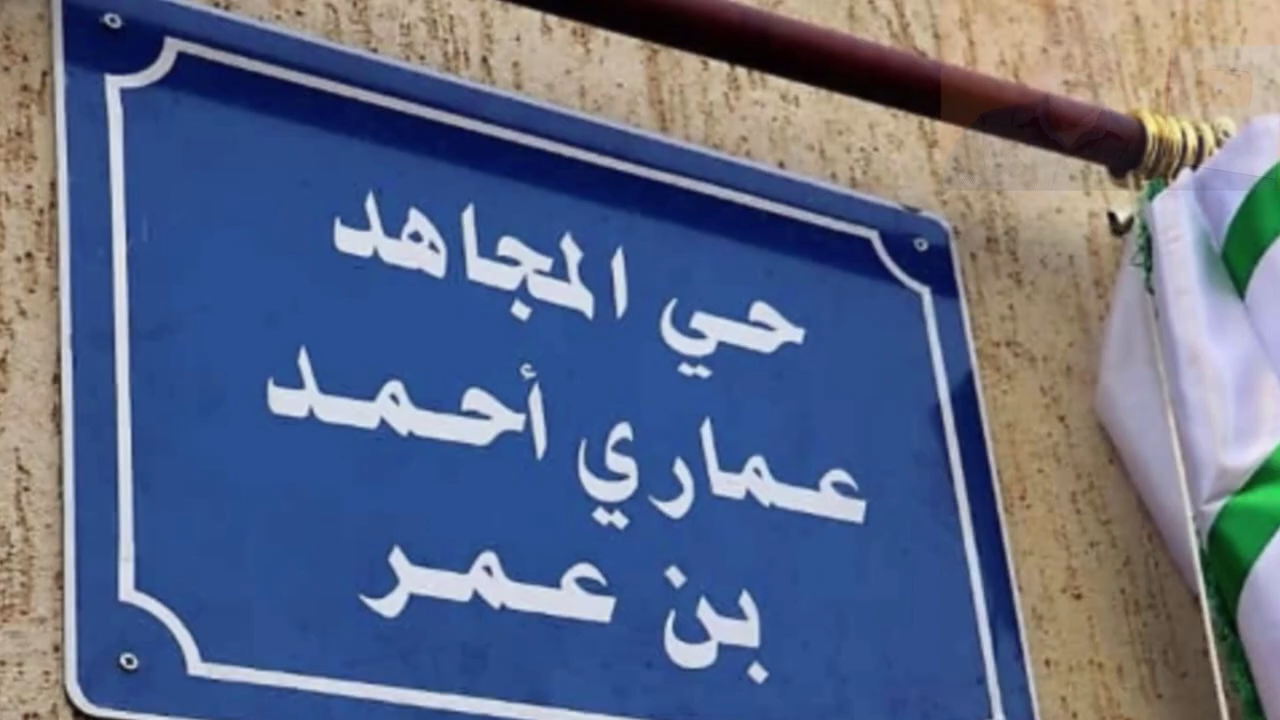 حي المجاهد
عماري أحمد
بن عمر